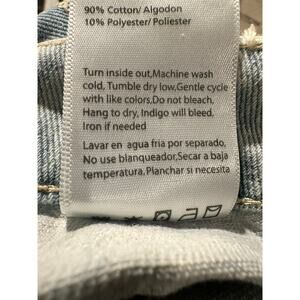 90% Cotton/ Algodon
10% Polyester/ Poliester
Turn inside out,Machine wash
cold, Tumble dry low,Gentle cycle
with like colors,Do not bleach,
Hang to dry, Indigo will bleed.
Iron if needed
Lavar en agua fria por separado,
No use blanqueador,Secar a baja
temperatura, Planchar si necesita